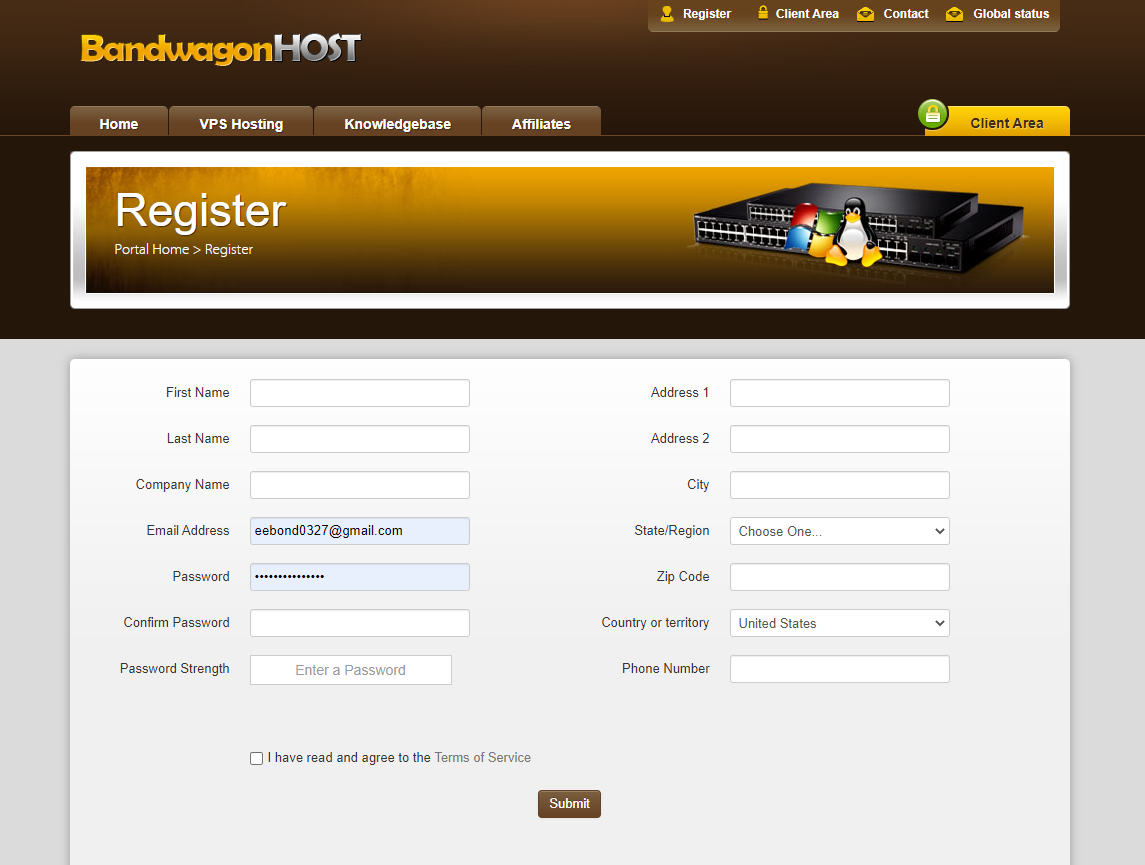 Register Client Area Contact Global status
BandwagonHOST
Home VPS Hosting Knowledgebase Affiliates Client Area
Register
Portal Home > Register
First Name
Last Name
Company Name
Email Address eebond0327@gmail.com
Password •••••••••••••••
Confirm Password
Password Strength Enter a Password
Address 1
Address 2
City
State/Region Choose One...
Zip Code
Country or territory United States
Phone Number
I have read and agree to the Terms of Service
Submit